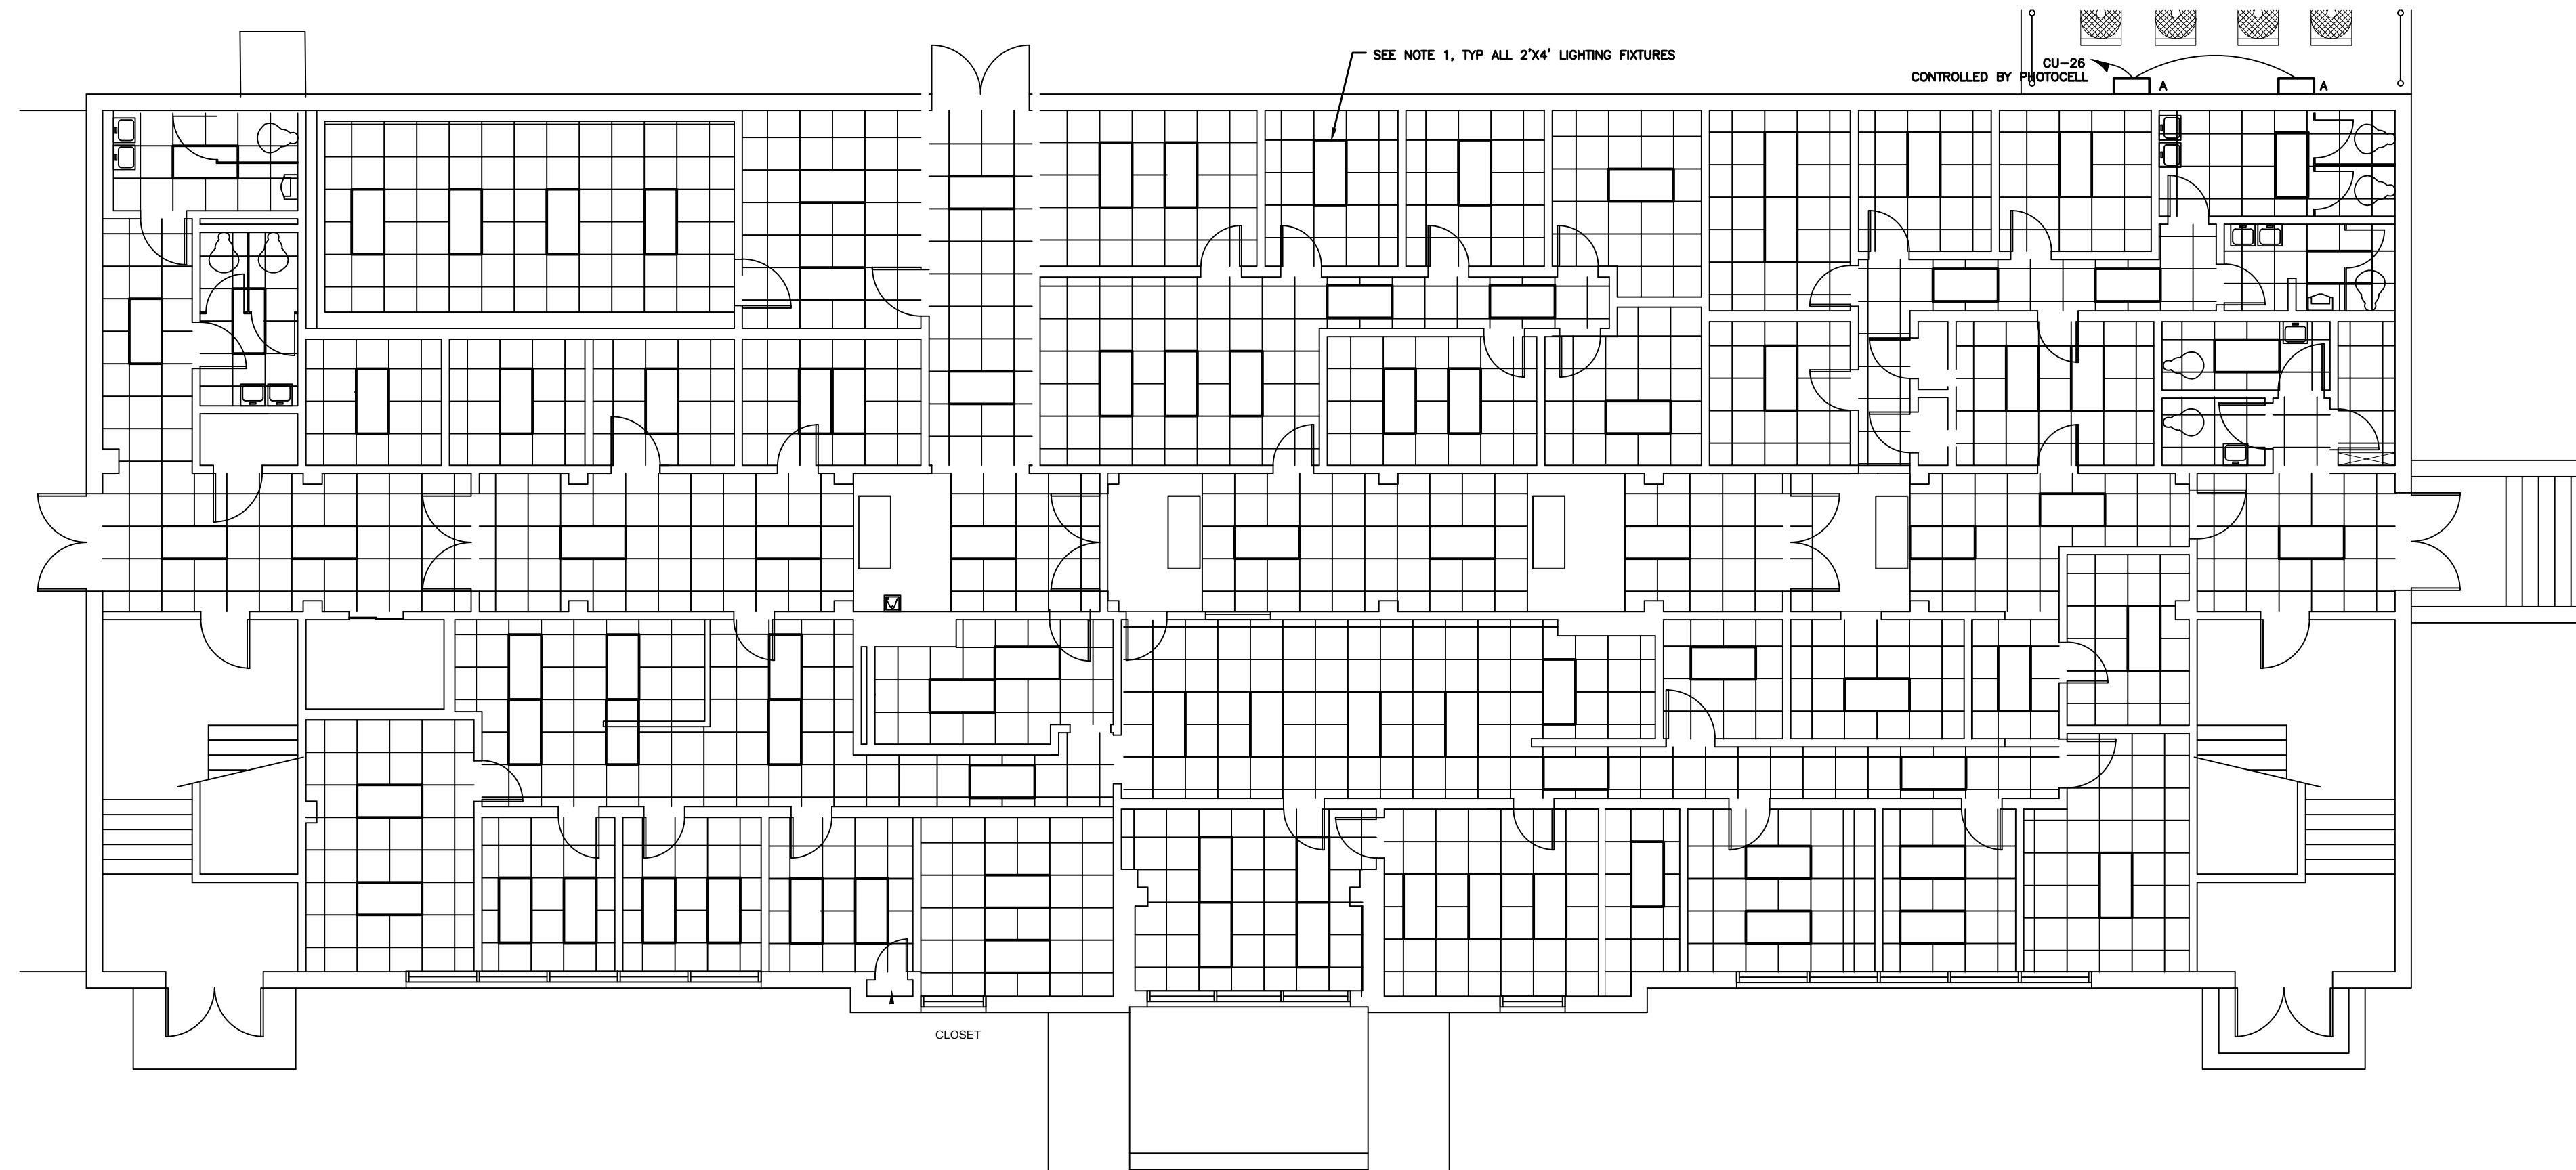 SEE NOTE 1, TYP ALL 2'X4' LIGHTING FIXTURES
CU-26
CONTROLLED BY PHOTOCELL
A
A
CLOSET